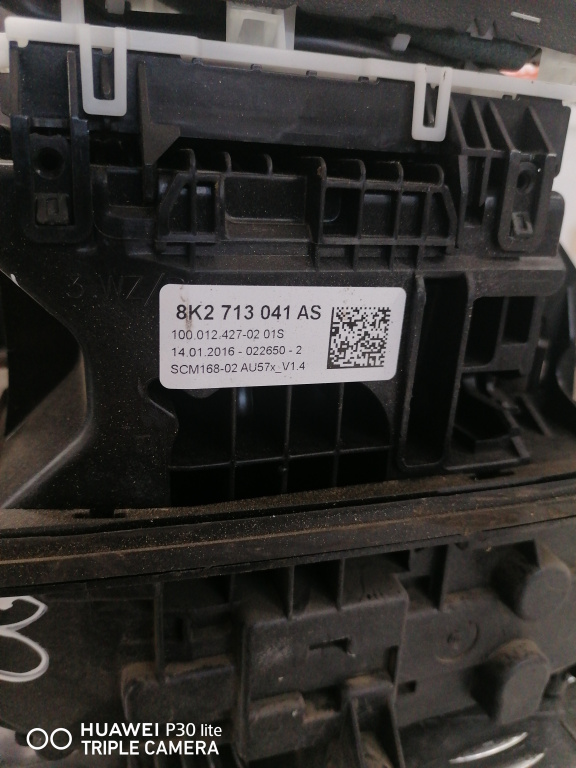 8K2 713 041 AS
100.012.427-02 01S
14.01.2016 - 022650 - 2
SCM168-02 AU57x_V1.4
HUAWEI P30 lite
TRIPLE CAMERA